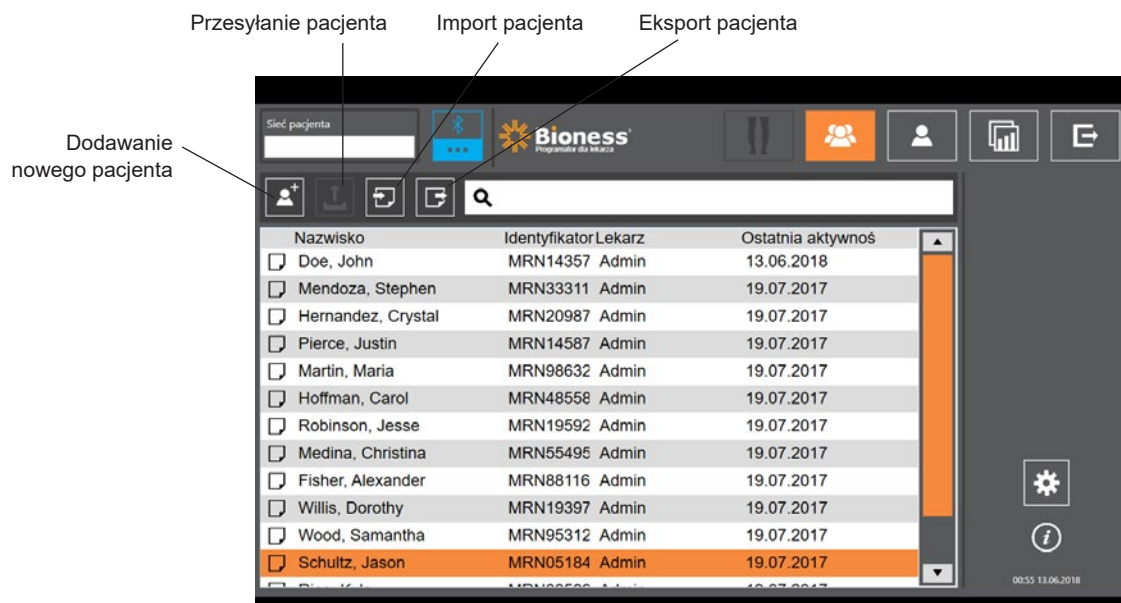 Przesyłanie pacjenta Import pacjenta Eksport pacjenta
Dodawanie
nowego pacjenta
Sieć pacjenta
Bioness
Programator dla lekarza
Nazwisko Identyfikator Lekarz Ostatnia aktywnoś
Doe, John MRN14357 Admin 13.06.2018
Mendoza, Stephen MRN33311 Admin 19.07.2017
Hernandez, Crystal MRN20987 Admin 19.07.2017
Pierce, Justin MRN14587 Admin 19.07.2017
Martin, Maria MRN98632 Admin 19.07.2017
Hoffman, Carol MRN48558 Admin 19.07.2017
Robinson, Jesse MRN19592 Admin 19.07.2017
Medina, Christina MRN55495 Admin 19.07.2017
Fisher, Alexander MRN88116 Admin 19.07.2017
Willis, Dorothy MRN19397 Admin 19.07.2017
Wood, Samantha MRN95312 Admin 19.07.2017
Schultz, Jason MRN05184 Admin 19.07.2017
00:55 13.06.2018